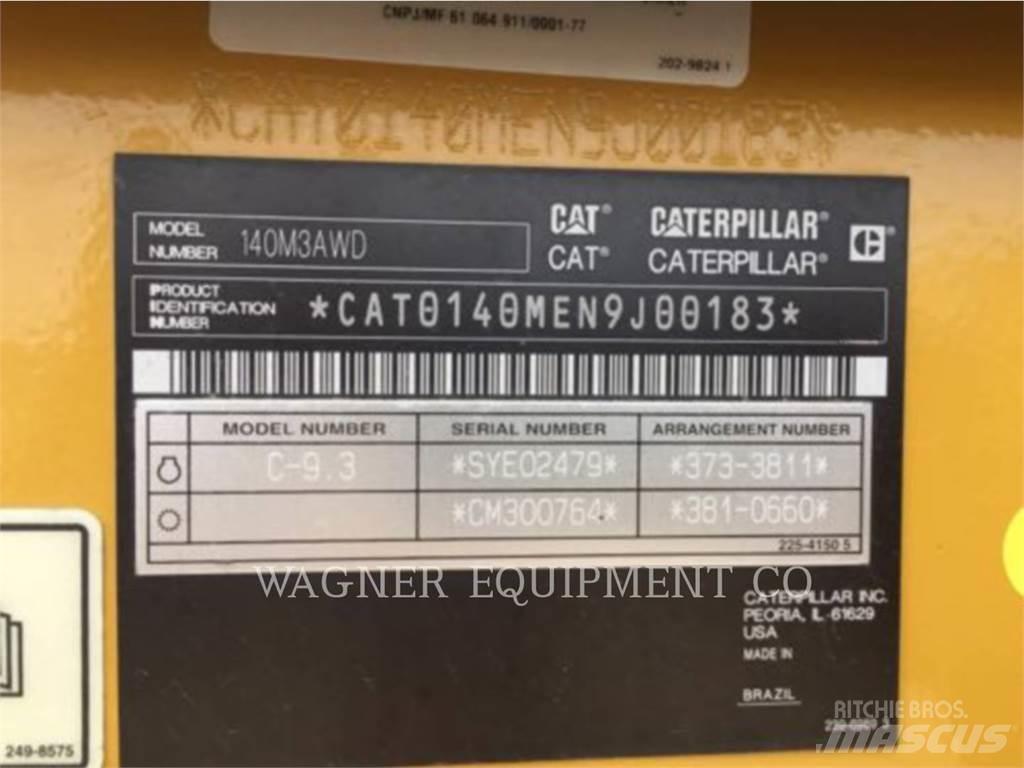 CNPJ/MF 61 064 911/0001-77
202-9824 1
*CAT0140MEN9J00183*
MODEL NUMBER 140M3AWD
CAT® CATERPILLAR®
CAT® CATERPILLAR®
PRODUCT IDENTIFICATION NUMBER *CAT0140MEN9J00183*
MODEL NUMBER SERIAL NUMBER ARRANGEMENT NUMBER
C-9.3 *SYE02479* *373-3811*
*CM300764* *381-0660*
225-4150 5
WAGNER EQUIPMENT CO
CATERPILLAR INC.
PEORIA, IL 61629
USA
MADE IN
BRAZIL
249-8575
RITCHIE BROS.
MASCUS